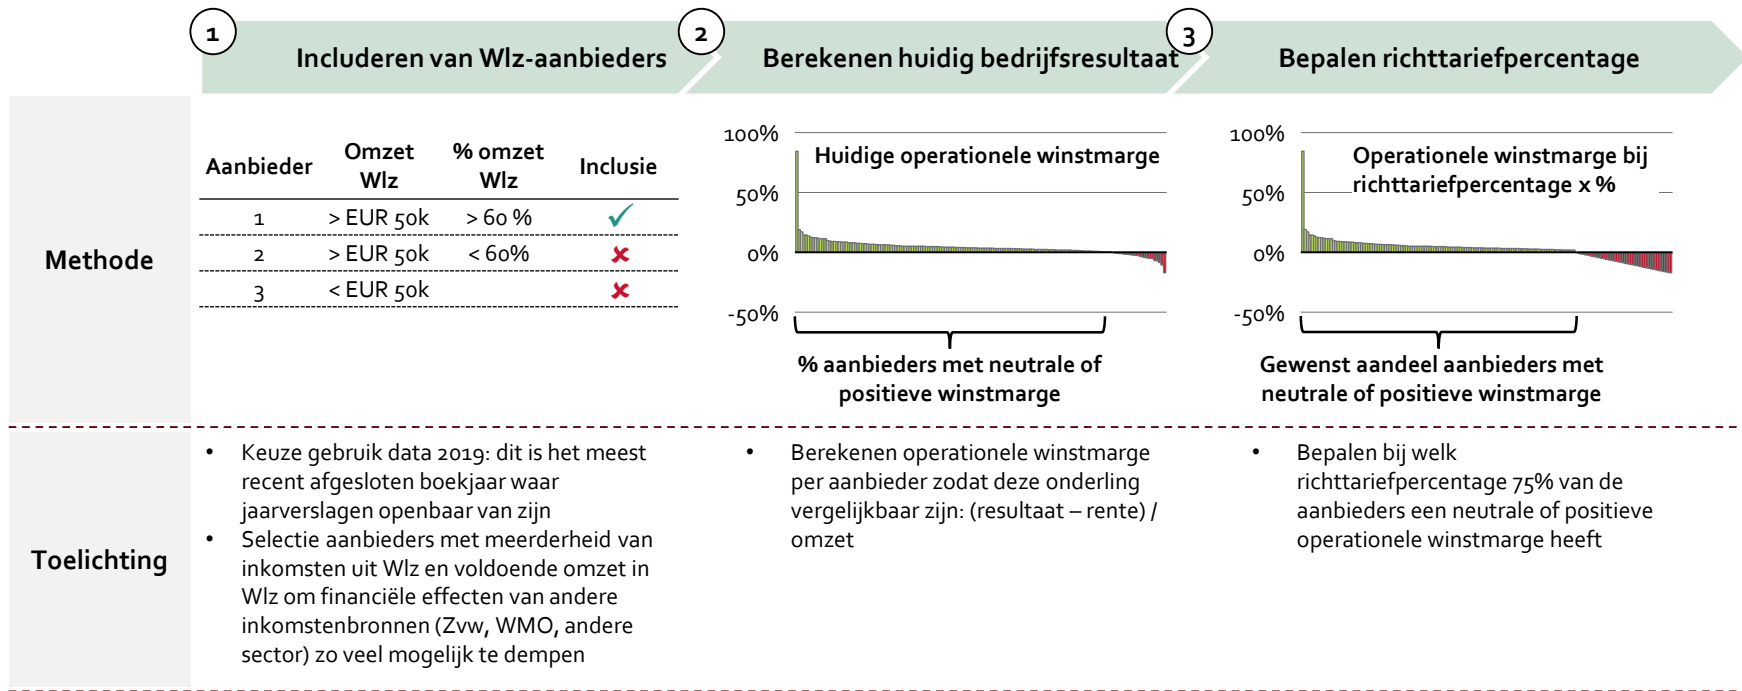 1
Includeren van Wlz-aanbieders
2
Berekenen huidig bedrijfsresultaat
3
Bepalen richttariefpercentage
Methode
Aanbieder Omzet Wlz % omzet Wlz Inclusie
1 > EUR 50k > 60 % ✓
2 > EUR 50k < 60% ✘
3 < EUR 50k ✘
100%
50%
0%
-50%
Huidige operationele winstmarge
% aanbieders met neutrale of
positieve winstmarge
100%
50%
0%
-50%
Operationele winstmarge bij
richttariefpercentage x %
Gewenst aandeel aanbieders met
neutrale of positieve winstmarge
Toelichting
• Keuze gebruik data 2019: dit is het meest
recent afgesloten boekjaar waar
jaarverslagen openbaar van zijn
• Selectie aanbieders met meerderheid van
inkomsten uit Wlz en voldoende omzet in
Wlz om financiële effecten van andere
inkomstenbronnen (Zvw, WMO, andere
sector) zo veel mogelijk te dempen
• Berekenen operationele winstmarge
per aanbieder zodat deze onderling
vergelijkbaar zijn: (resultaat – rente) /
omzet
• Bepalen bij welk
richttariefpercentage 75% van de
aanbieders een neutrale of positieve
operationele winstmarge heeft